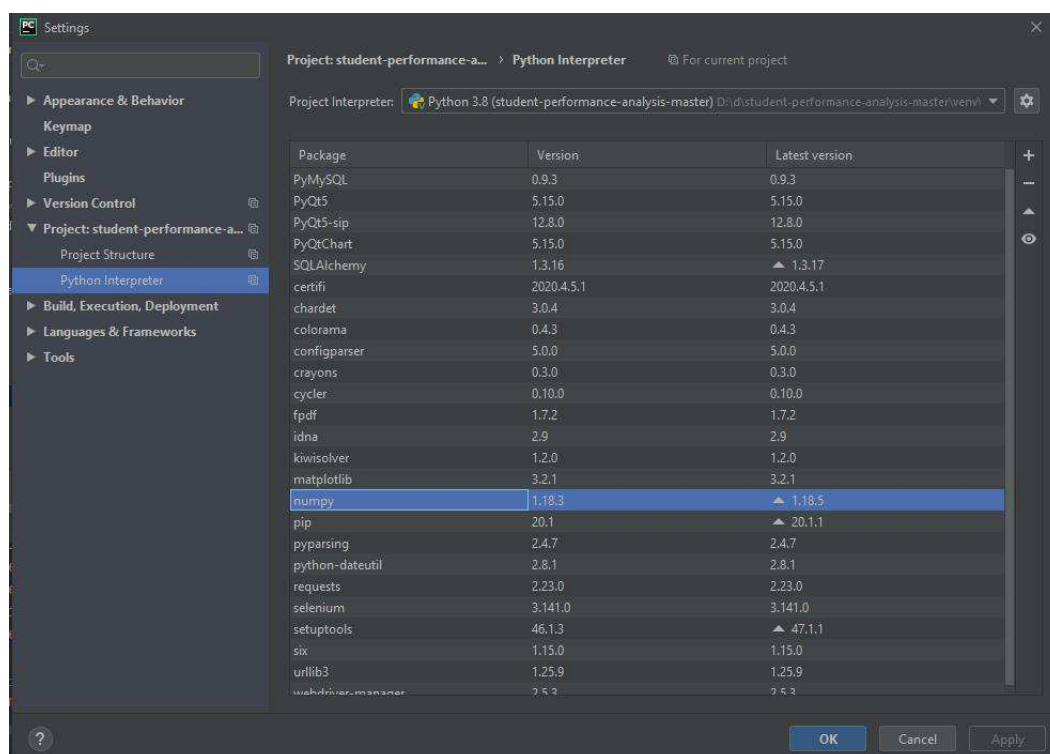 PC Settings
Project: student-performance-a... › Python Interpreter For current project
Appearance & Behavior
Keymap
Editor
Plugins
Version Control
Project: student-performance-a...
Project Structure
Python Interpreter
Build, Execution, Deployment
Languages & Frameworks
Tools
Project Interpreter: Python 3.8 (student-performance-analysis-master) D:\d\student-performance-analysis-master\venv\
Package Version Latest version
PyMySQL 0.9.3 0.9.3
PyQt5 5.15.0 5.15.0
PyQt5-sip 12.8.0 12.8.0
PyQtChart 5.15.0 5.15.0
SQLAlchemy 1.3.16 ▲ 1.3.17
certifi 2020.4.5.1 2020.4.5.1
chardet 3.0.4 3.0.4
colorama 0.4.3 0.4.3
configparser 5.0.0 5.0.0
crayons 0.3.0 0.3.0
cycler 0.10.0 0.10.0
fpdf 1.7.2 1.7.2
idna 2.9 2.9
kiwisolver 1.2.0 1.2.0
matplotlib 3.2.1 3.2.1
numpy 1.18.3 ▲ 1.18.5
pip 20.1 ▲ 20.1.1
pyparsing 2.4.7 2.4.7
python-dateutil 2.8.1 2.8.1
requests 2.23.0 2.23.0
selenium 3.141.0 3.141.0
setuptools 46.1.3 ▲ 47.1.1
six 1.15.0 1.15.0
urllib3 1.25.9 1.25.9
webdriver-manager 2.5.3 2.5.3
? OK Cancel Apply